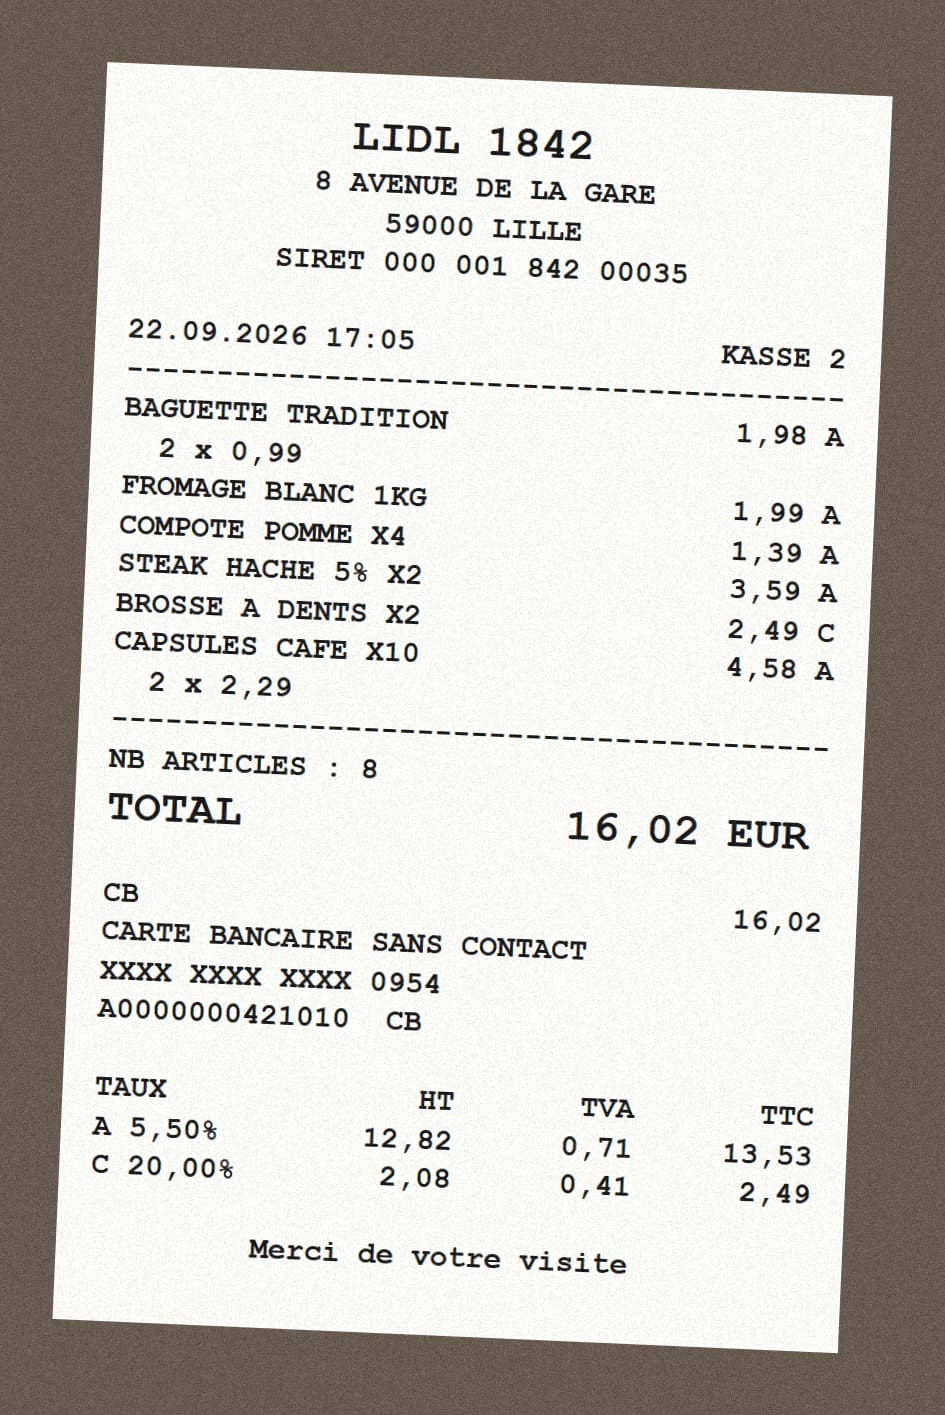 LIDL 1842
8 AVENUE DE LA GARE
59000 LILLE
SIRET 000 001 842 00035
22.09.2026 17:05 KASSE 2
----------------------------------------
BAGUETTE TRADITION 1,98 A
2 x 0,99
FROMAGE BLANC 1KG 1,99 A
COMPOTE POMME X4 1,39 A
STEAK HACHE 5% X2 3,59 A
BROSSE A DENTS X2 2,49 C
CAPSULES CAFE X10 4,58 A
2 x 2,29
----------------------------------------
NB ARTICLES : 8
TOTAL 16,02 EUR
CB 16,02
CARTE BANCAIRE SANS CONTACT
XXXX XXXX XXXX 0954
A0000000421010 CB
TAUX HT TVA TTC
A 5,50% 12,82 0,71 13,53
C 20,00% 2,08 0,41 2,49
Merci de votre visite